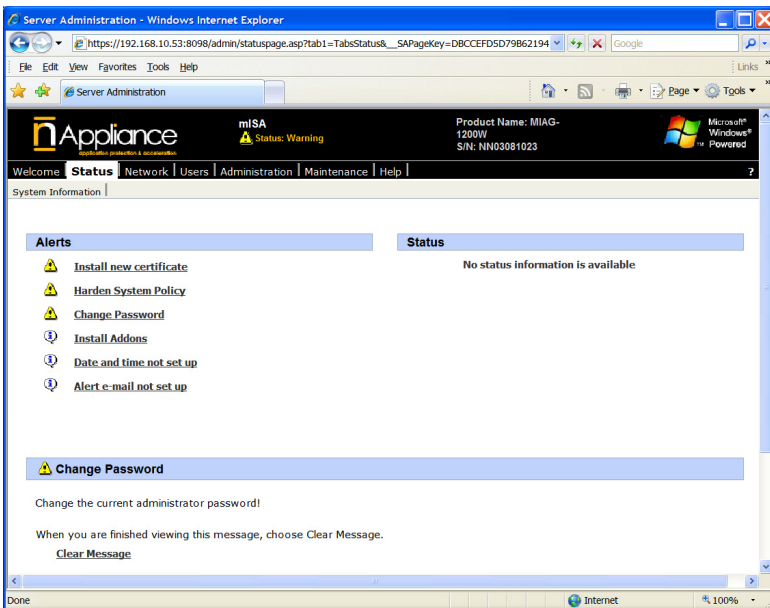 Server Administration - Windows Internet Explorer
https://192.168.10.53:8098/admin/statuspage.asp?tab1=TabsStatus&__SAPageKey=DBCCEFD5D79B62194
Google
File Edit View Favorites Tools Help
Links »
Server Administration
Page Tools »
nAppliance
application protection & acceleration
mISA
Status: Warning
Product Name: MIAG-
1200W
S/N: NN03081023
Microsoft®
Windows®
Powered
TM
Welcome Status Network Users Administration Maintenance Help ?
System Information
Alerts
Install new certificate
Harden System Policy
Change Password
Install Addons
Date and time not set up
Alert e-mail not set up
Status
No status information is available
Change Password
Change the current administrator password!
When you are finished viewing this message, choose Clear Message.
Clear Message
Done
Internet
100%